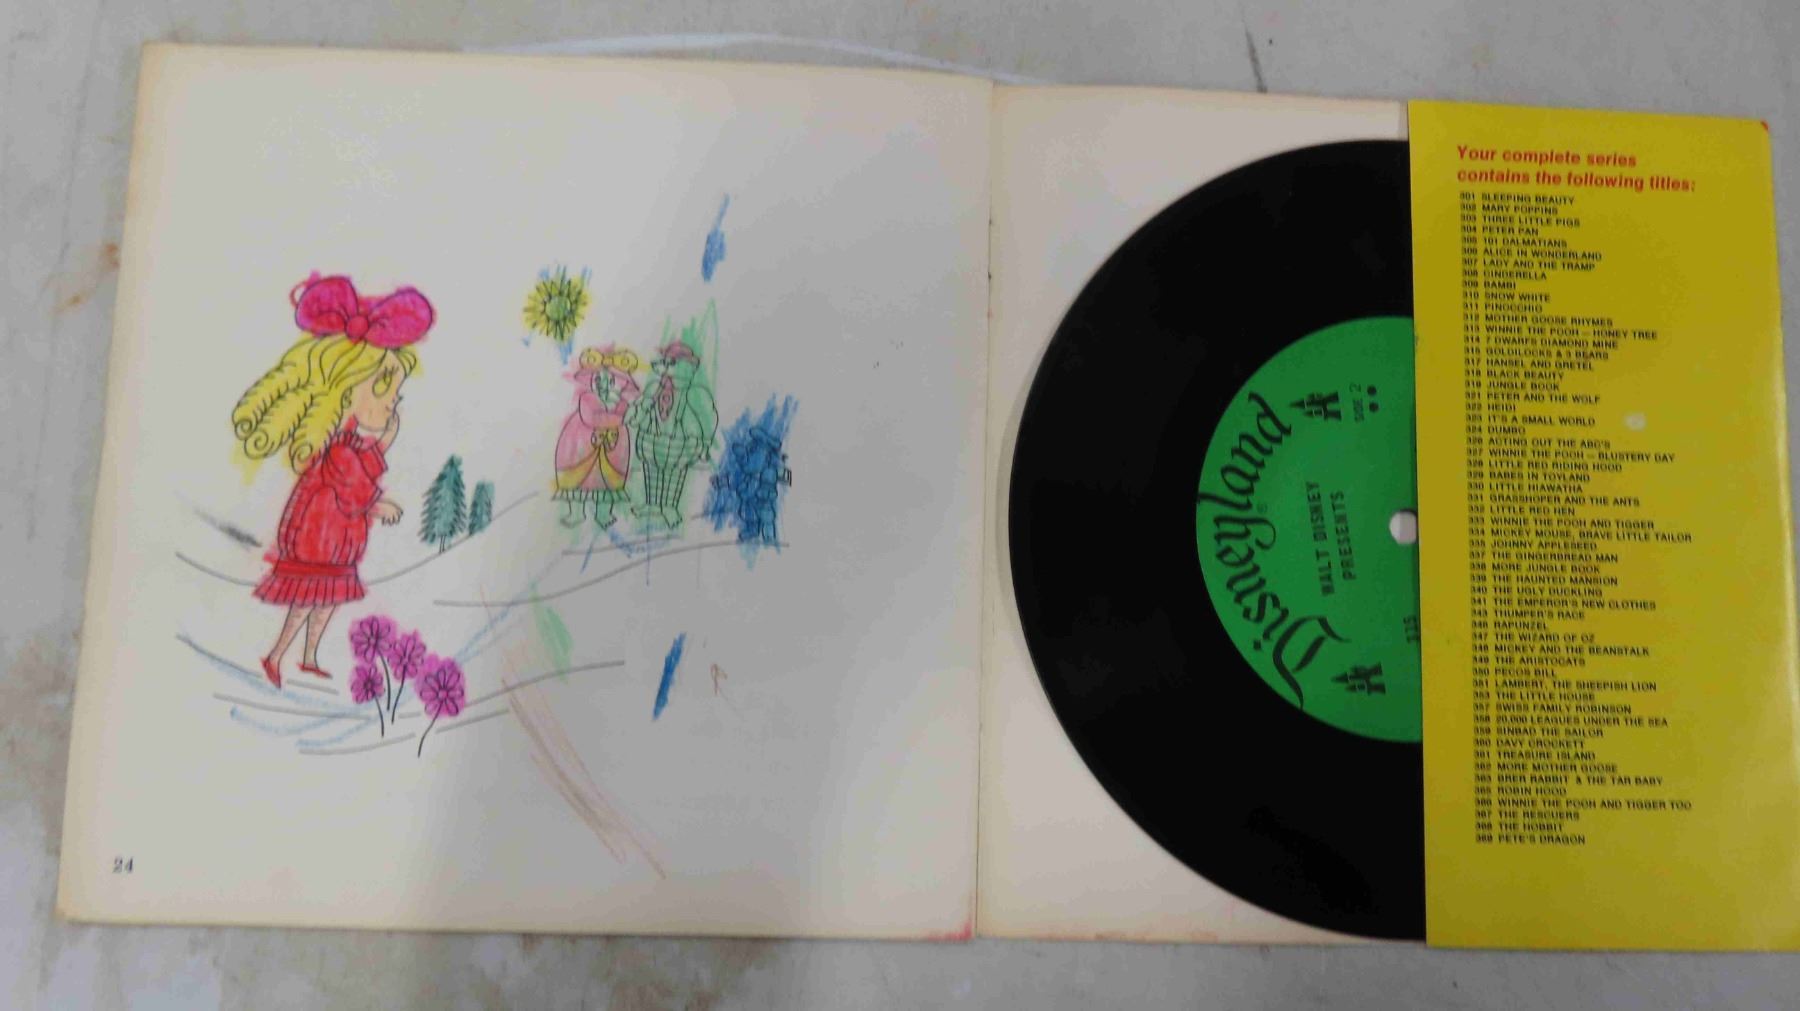 24
Disneyland
®
WALT DISNEY
PRESENTS
SIDE 2
315
Your complete series
contains the following titles:
301 SLEEPING BEAUTY
302 MARY POPPINS
303 THREE LITTLE PIGS
304 PETER PAN
305 101 DALMATIANS
306 ALICE IN WONDERLAND
307 LADY AND THE TRAMP
308 CINDERELLA
309 BAMBI
310 SNOW WHITE
311 PINOCCHIO
312 MOTHER GOOSE RHYMES
313 WINNIE THE POOH — HONEY TREE
314 7 DWARFS DIAMOND MINE
315 GOLDILOCKS & 3 BEARS
317 HANSEL AND GRETEL
318 BLACK BEAUTY
319 JUNGLE BOOK
321 PETER AND THE WOLF
322 HEIDI
323 IT'S A SMALL WORLD
324 DUMBO
326 ACTING OUT THE ABC'S
327 WINNIE THE POOH — BLUSTERY DAY
328 LITTLE RED RIDING HOOD
329 BABES IN TOYLAND
330 LITTLE HIAWATHA
331 GRASSHOPER AND THE ANTS
332 LITTLE RED HEN
333 WINNIE THE POOH AND TIGGER
334 MICKEY MOUSE, BRAVE LITTLE TAILOR
335 JOHNNY APPLESEED
337 THE GINGERBREAD MAN
338 MORE JUNGLE BOOK
339 THE HAUNTED MANSION
340 THE UGLY DUCKLING
341 THE EMPEROR'S NEW CLOTHES
343 THUMPER'S RACE
346 RAPUNZEL
347 THE WIZARD OF OZ
348 MICKEY AND THE BEANSTALK
349 THE ARISTOCATS
350 PECOS BILL
351 LAMBERT, THE SHEEPISH LION
353 THE LITTLE HOUSE
357 SWISS FAMILY ROBINSON
358 20,000 LEAGUES UNDER THE SEA
359 SINBAD THE SAILOR
360 DAVY CROCKETT
361 TREASURE ISLAND
362 MORE MOTHER GOOSE
363 BRER RABBIT & THE TAR BABY
365 ROBIN HOOD
366 WINNIE THE POOH AND TIGGER TOO
367 THE RESCUERS
368 THE HOBBIT
369 PETE'S DRAGON